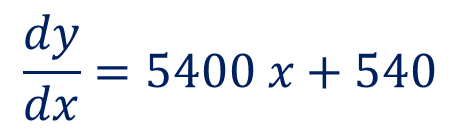 dy/dx = 5400 x + 540